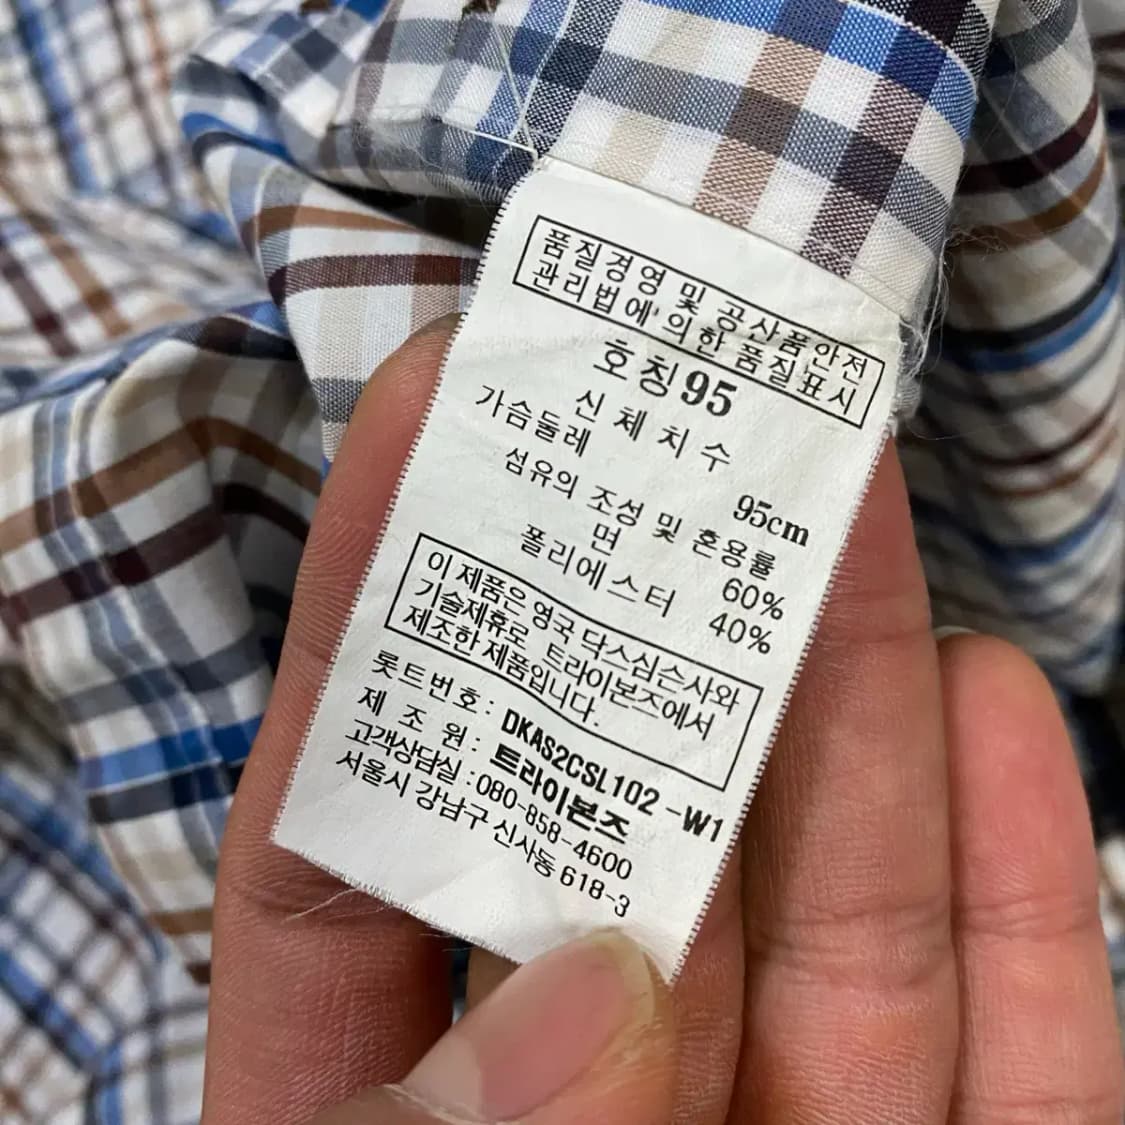 품질경영 및 공산품안전
관리법에 의한 품질표시
호칭95
신체치수
가슴둘레 95cm
섬유의 조성 및 혼용률
면 60%
폴리에스터 40%
이 제품은 영국 닥스심슨사와
기술제휴로 트라이본즈에서
제조한 제품입니다.
롯트번호: DKAS2CSL102-W1
제 조 원: 트라이본즈
고객상담실:080-858-4600
서울시 강남구 신사동 618-3